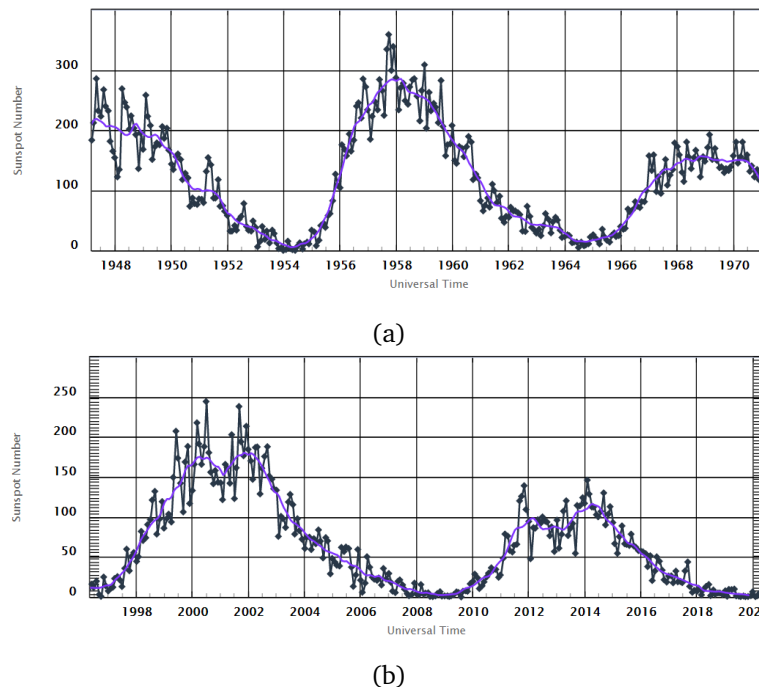 300
200
100
0
Sunspot Number
1948 1950 1952 1954 1956 1958 1960 1962 1964 1966 1968 1970
Universal Time
(a)
250
200
150
100
50
0
Sunspot Number
1998 2000 2002 2004 2006 2008 2010 2012 2014 2016 2018 202
Universal Time
(b)